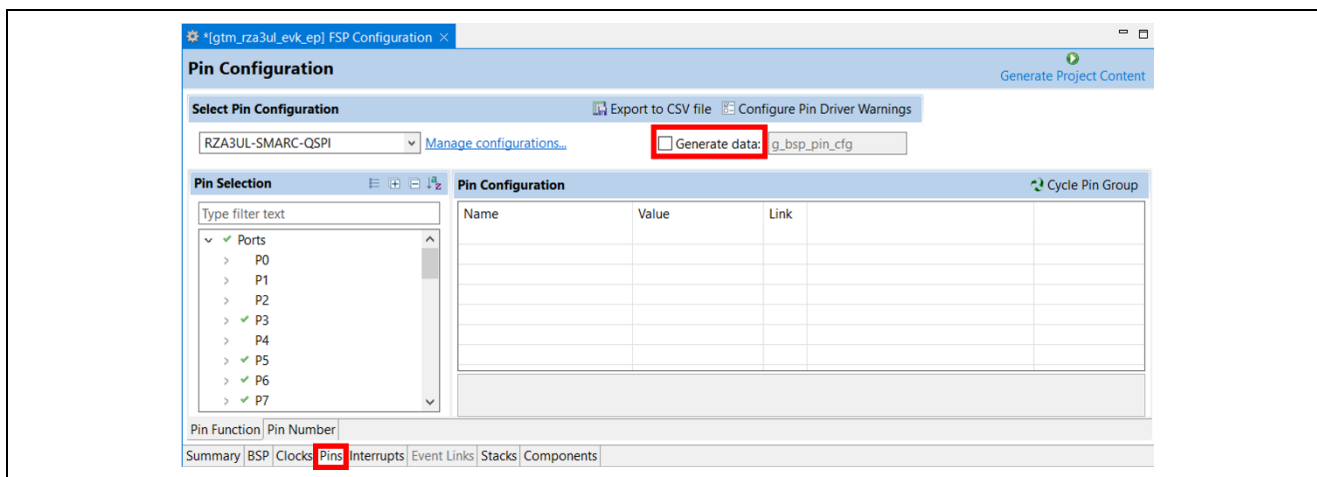 *[gtm_rza3ul_evk_ep] FSP Configuration
Pin Configuration
Generate Project Content
Select Pin Configuration
Export to CSV file
Configure Pin Driver Warnings
RZA3UL-SMARC-QSPI
Manage configurations...
Generate data:
g_bsp_pin_cfg
Pin Selection
Pin Configuration
Cycle Pin Group
Type filter text
Name Value Link
Ports
P0
P1
P2
P3
P4
P5
P6
P7
Pin Function Pin Number
Summary BSP Clocks Pins Interrupts Event Links Stacks Components